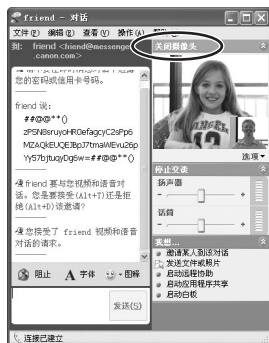 friend - 对话
文件(F) 编辑(E) 查看(V) 操作(A)
关闭摄像头
到: friend <friend@messenger.canon.com>
您的密码或信用卡号码。
friend 说:
##@@**()
zPSN8sruyoHR0efagcyC2sPp6
MZAQkEUQEJBpJ7tmaWEvu26p
Yy57bjtuqyDg6w=##@@**()
friend 要与您视频和语音对
话。您是要接受(Alt+T)还是拒
绝(Alt+D)该邀请?
您接受了 friend 视频和语音
对话的请求。
选项
停止交谈
扬声器
话筒
我想...
邀请某人到该对话
发送文件或照片
启动远程协助
启动应用程序共享
启动白板
阻止 A 字体 图释
发送(S)
连接已建立